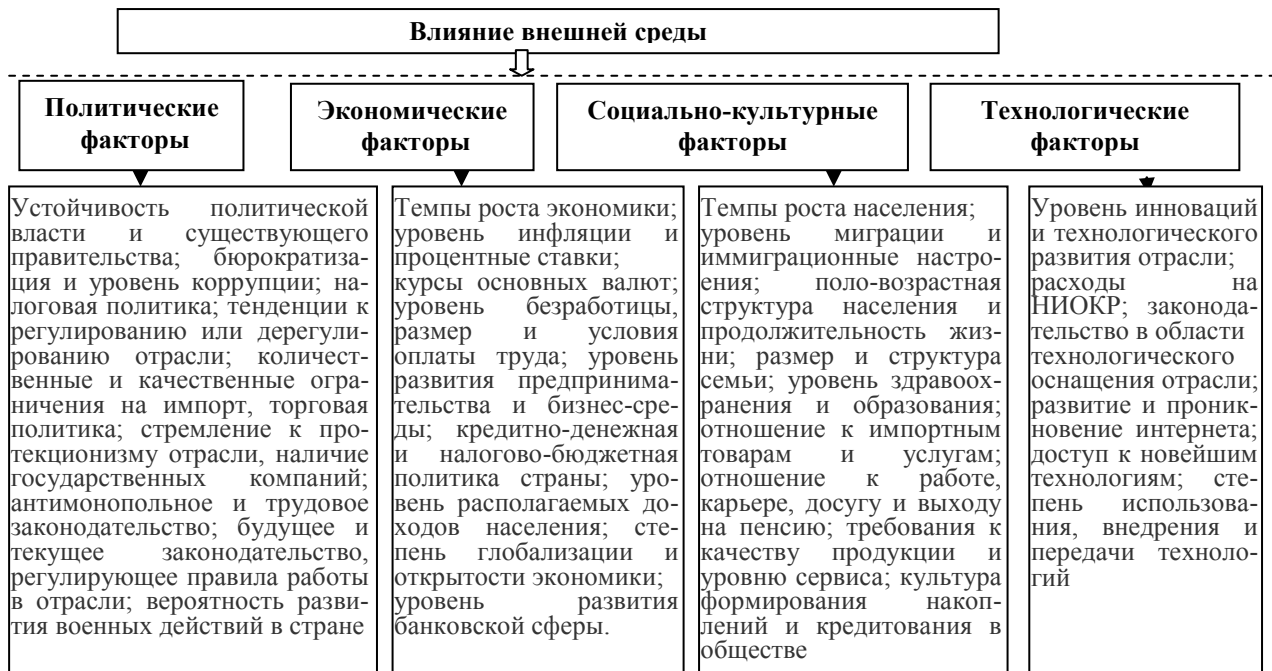 Влияние внешней среды
Политические
факторы
Экономические
факторы
Социально-культурные
факторы
Технологические
факторы
Устойчивость политической
власти и существующего
правительства; бюрократиза-
ция и уровень коррупции; на-
логовая политика; тенденции к
регулированию или дерегули-
рованию отрасли; количест-
венные и качественные огра-
ничения на импорт, торговая
политика; стремление к про-
текционизму отрасли, наличие
государственных компаний;
антимонопольное и трудовое
законодательство; будущее и
текущее законодательство,
регулирующее правила работы
в отрасли; вероятность разви-
тия военных действий в стране
Темпы роста экономики;
уровень инфляции и
процентные ставки;
курсы основных валют;
уровень безработицы,
размер и условия
оплаты труда; уровень
развития предпринима-
тельства и бизнес-сре-
ды; кредитно-денежная
и налогово-бюджетная
политика страны; уро-
вень располагаемых до-
ходов населения; сте-
пень глобализации и
открытости экономики;
уровень развития
банковской сферы.
Темпы роста населения;
уровень миграции и
иммиграционные настро-
ения; поло-возрастная
структура населения и
продолжительность жиз-
ни; размер и структура
семьи; уровень здравоох-
ранения и образования;
отношение к импортным
товарам и услугам;
отношение к работе,
карьере, досугу и выходу
на пенсию; требования к
качеству продукции и
уровню сервиса; культура
формирования накоп-
лений и кредитования в
обществе
Уровень инноваций
и технологического
развития отрасли;
расходы на
НИОКР; законода-
тельство в области
технологического
оснащения отрасли;
развитие и проник-
новение интернета;
доступ к новейшим
технологиям; сте-
пень использова-
ния, внедрения и
передачи техноло-
гий